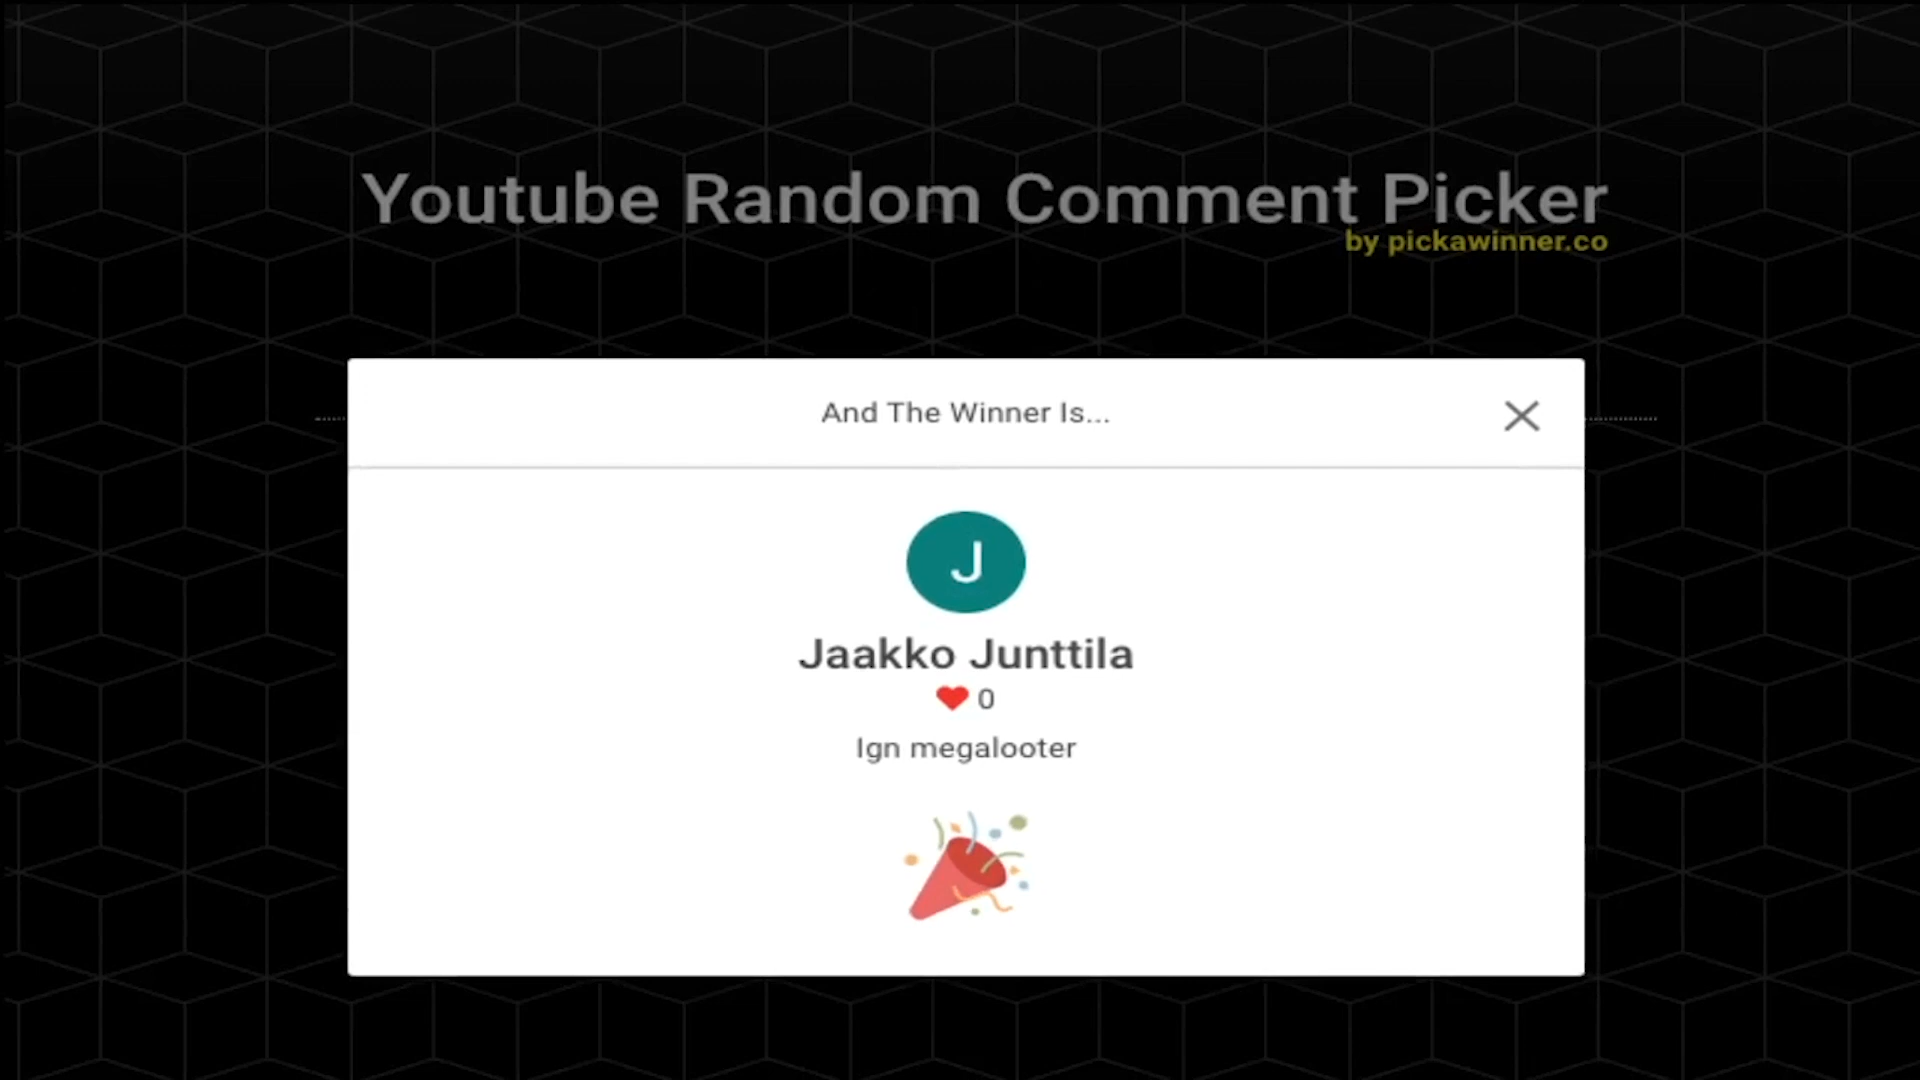 Youtube Random Comment Picker
by pickawinner.co
And The Winner Is...
J
Jaakko Junttila
0
Ign megalooter